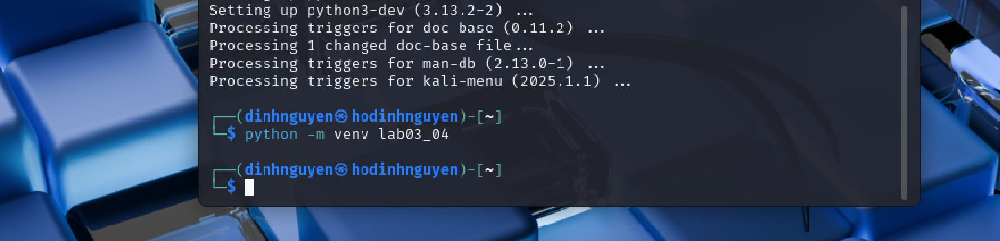 Setting up python3-dev (3.13.2-2) ...
Processing triggers for doc-base (0.11.2) ...
Processing 1 changed doc-base file...
Processing triggers for man-db (2.13.0-1) ...
Processing triggers for kali-menu (2025.1.1) ...
┌──(dinhnguyen㉿hodinhnguyen)-[~]
└─$ python -m venv lab03_04
┌──(dinhnguyen㉿hodinhnguyen)-[~]
└─$